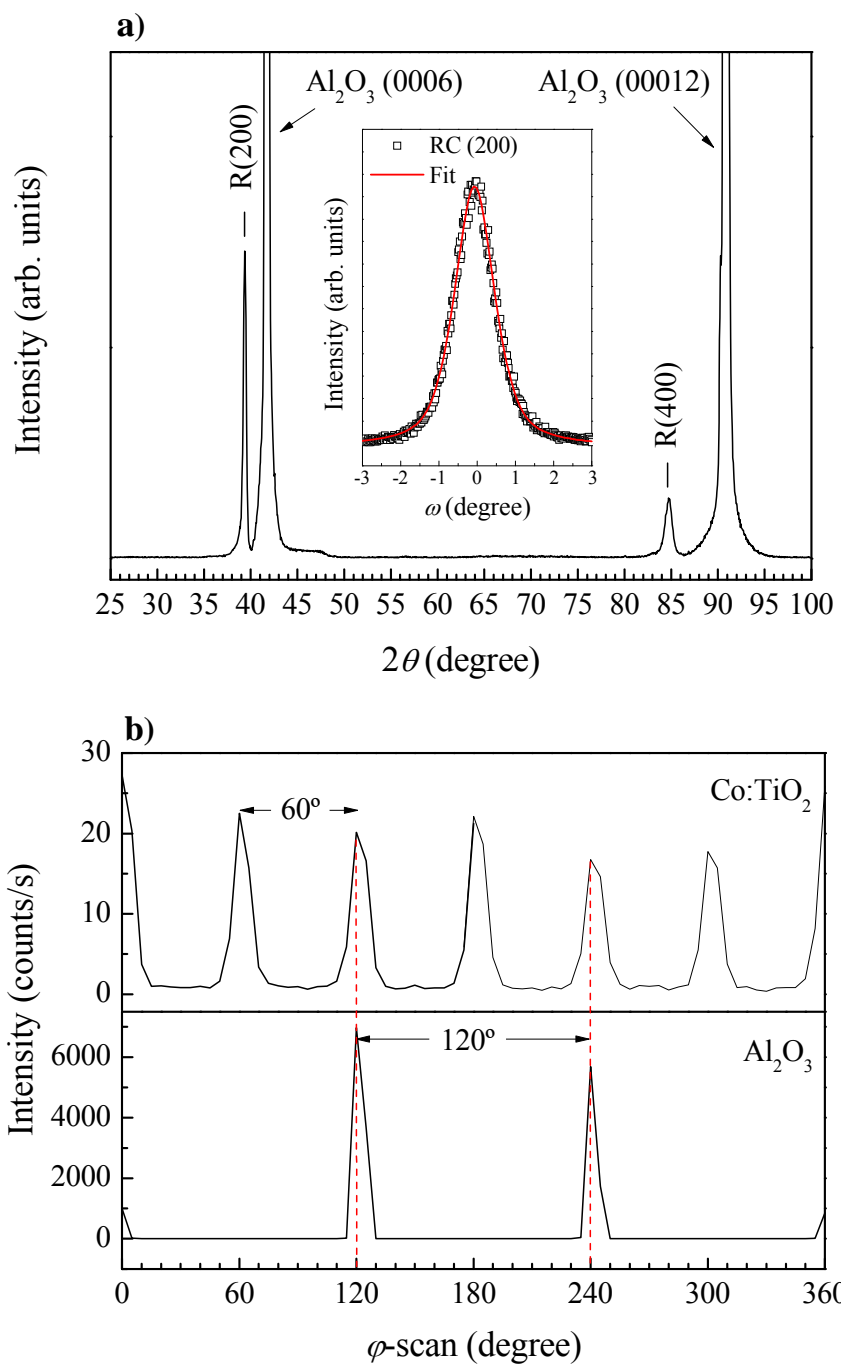 a)
Al₂O₃ (0006)
Al₂O₃ (00012)
R(200)
RC (200)
Fit
Intensity (arb. units)
Intensity (arb. units)
R(400)
-3 -2 -1 0 1 2 3
ω (degree)
25 30 35 40 45 50 55 60 65 70 75 80 85 90 95 100
2θ (degree)
b)
30
Co:TiO₂
60º
20
10
0
Intensity (counts/s)
120º
Al₂O₃
6000
4000
2000
0
0 60 120 180 240 300 360
φ-scan (degree)